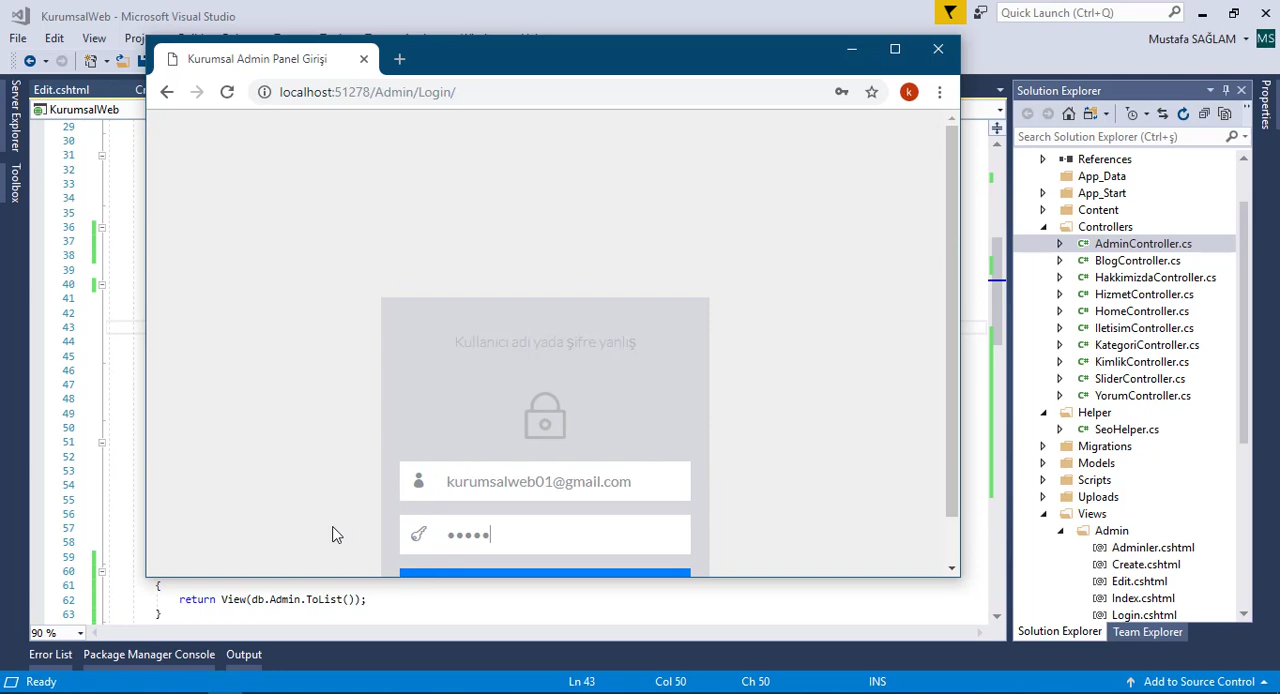 KurumsalWeb - Microsoft Visual Studio
Quick Launch (Ctrl+Q)
File Edit View
Mustafa SAĞLAM MS
Kurumsal Admin Panel Girişi
localhost:51278/Admin/Login/
k
Server Explorer
Toolbox
Edit.cshtml
KurumsalWeb
29
30
31
32
33
34
35
36
37
38
39
40
41
42
43
44
45
46
47
48
49
50
51
52
53
54
55
56
57
58
59
60
61 {
62 return View(db.Admin.ToList());
63 }
Kullanıcı adı yada şifre yanlış
kurumsalweb01@gmail.com
•••••
90 %
Solution Explorer
Search Solution Explorer (Ctrl+ş)
References
App_Data
App_Start
Content
Controllers
C# AdminController.cs
C# BlogController.cs
C# HakkimizdaController.cs
C# HizmetController.cs
C# HomeController.cs
C# IletisimController.cs
C# KategoriController.cs
C# KimlikController.cs
C# SliderController.cs
C# YorumController.cs
Helper
C# SeoHelper.cs
Migrations
Models
Scripts
Uploads
Views
Admin
[@] Adminler.cshtml
[@] Create.cshtml
[@] Edit.cshtml
[@] Index.cshtml
[@] Login.cshtml
Solution Explorer Team Explorer
Properties
Error List Package Manager Console Output
Ready Ln 43 Col 50 Ch 50 INS Add to Source Control